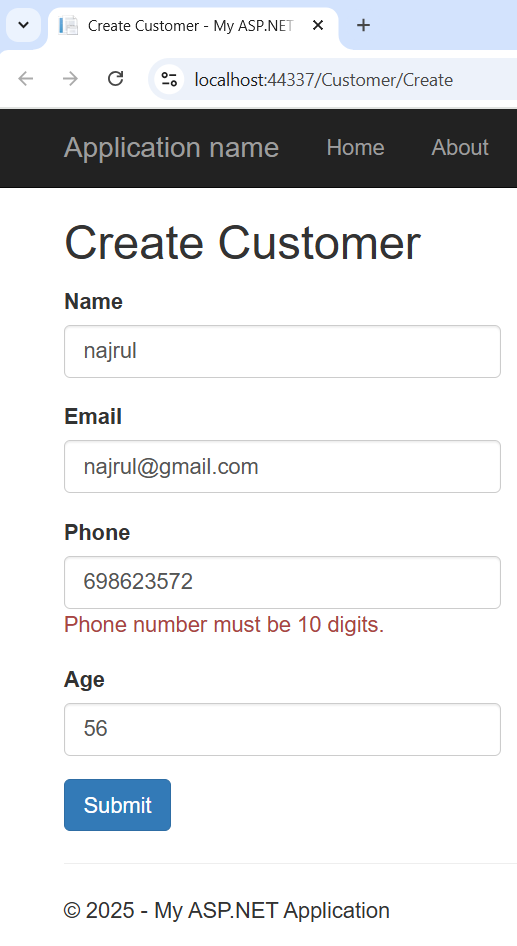 Create Customer - My ASP.NET
localhost:44337/Customer/Create
Application name Home About
Create Customer
Name
najrul
Email
najrul@gmail.com
Phone
698623572
Phone number must be 10 digits.
Age
56
Submit
© 2025 - My ASP.NET Application